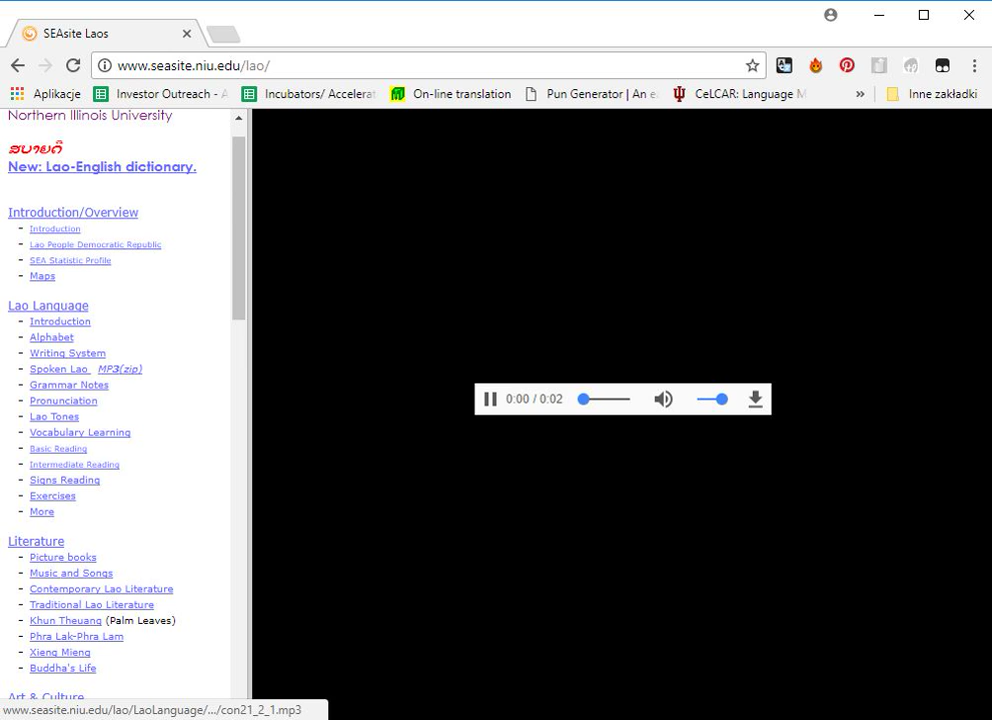 SEAsite Laos
www.seasite.niu.edu/lao/
Aplikacje
Investor Outreach - A
Incubators/ Accelerat
On-line translation
Pun Generator | An e
CeLCAR: Language M
»
Inne zakładki
Northern Illinois University
ສບາຍດີ
New: Lao-English dictionary.
Introduction/Overview
- Introduction
- Lao People Democratic Republic
- SEA Statistic Profile
- Maps
Lao Language
- Introduction
- Alphabet
- Writing System
- Spoken Lao MP3(zip)
- Grammar Notes
- Pronunciation
- Lao Tones
- Vocabulary Learning
- Basic Reading
- Intermediate Reading
- Signs Reading
- Exercises
- More
Literature
- Picture books
- Music and Songs
- Contemporary Lao Literature
- Traditional Lao Literature
- Khun Theuang (Palm Leaves)
- Phra Lak-Phra Lam
- Xieng Mieng
- Buddha's Life
Art & Culture
www.seasite.niu.edu/lao/LaoLanguage/.../con21_2_1.mp3
0:00 / 0:02